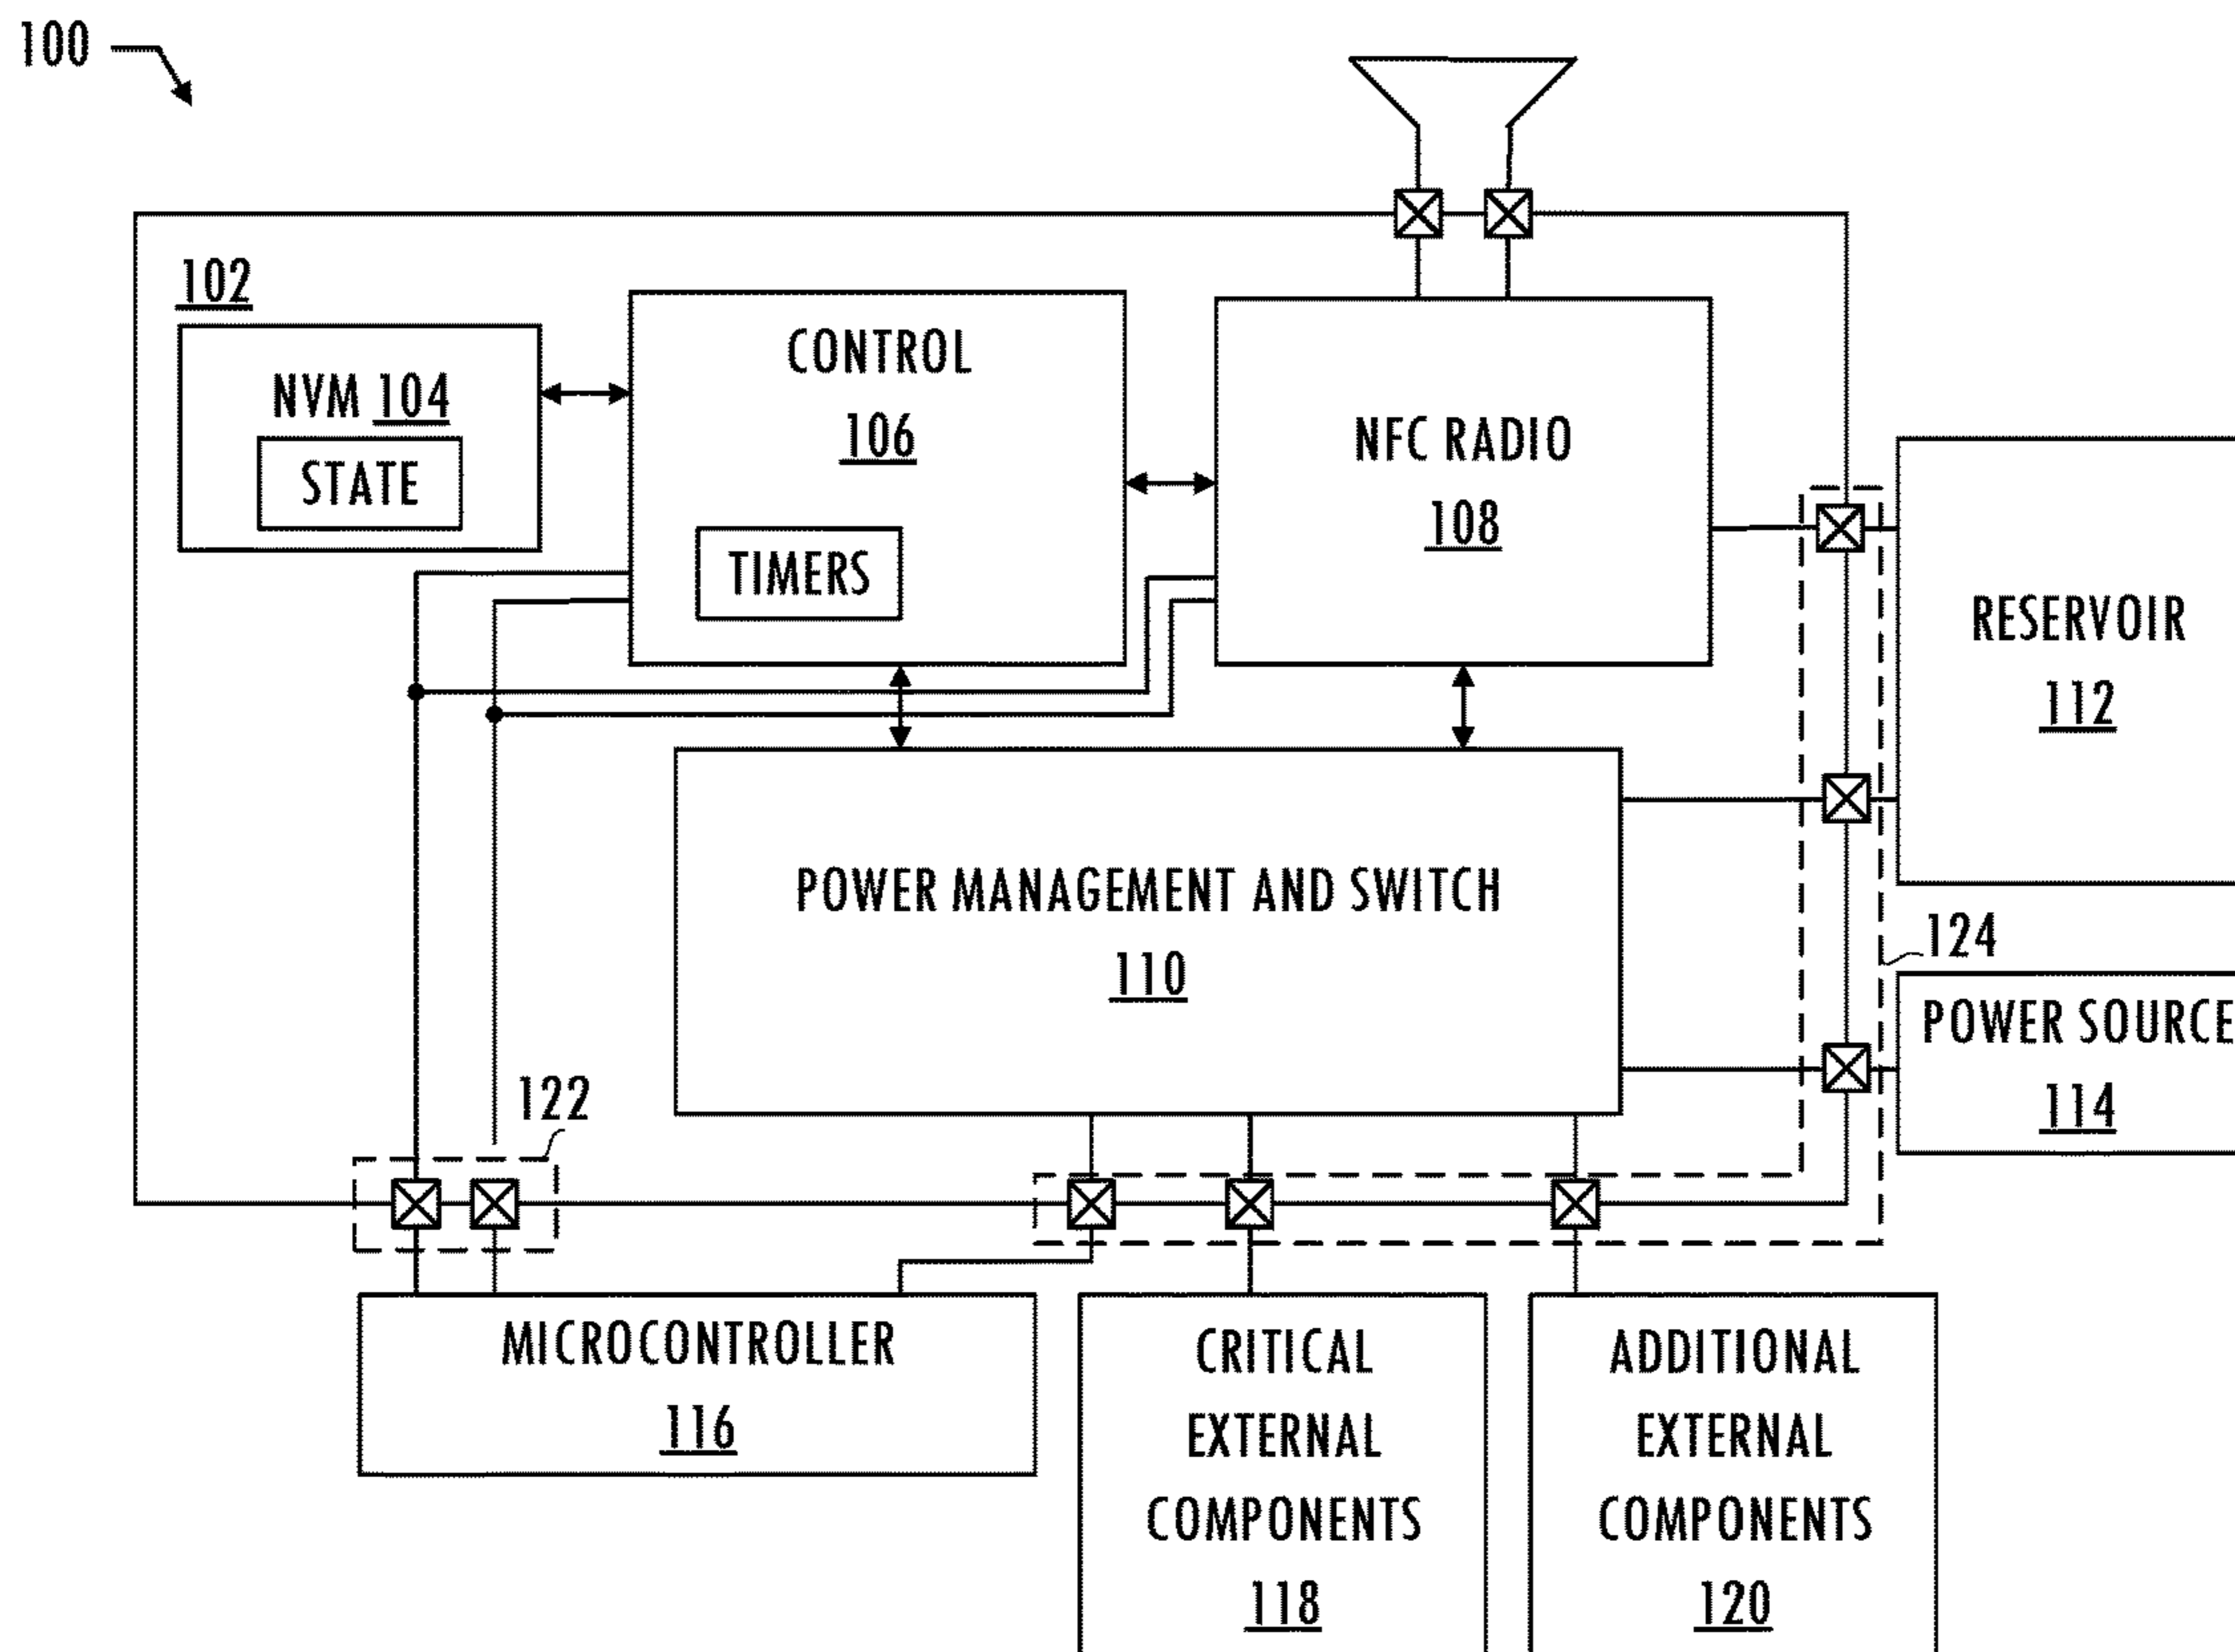 100
102
NVM 104
STATE
CONTROL
106
TIMERS
NFC RADIO
108
RESERVOIR
112
POWER MANAGEMENT AND SWITCH
110
124
POWER SOURCE
114
122
MICROCONTROLLER
116
CRITICAL
EXTERNAL
COMPONENTS
118
ADDITIONAL
EXTERNAL
COMPONENTS
120